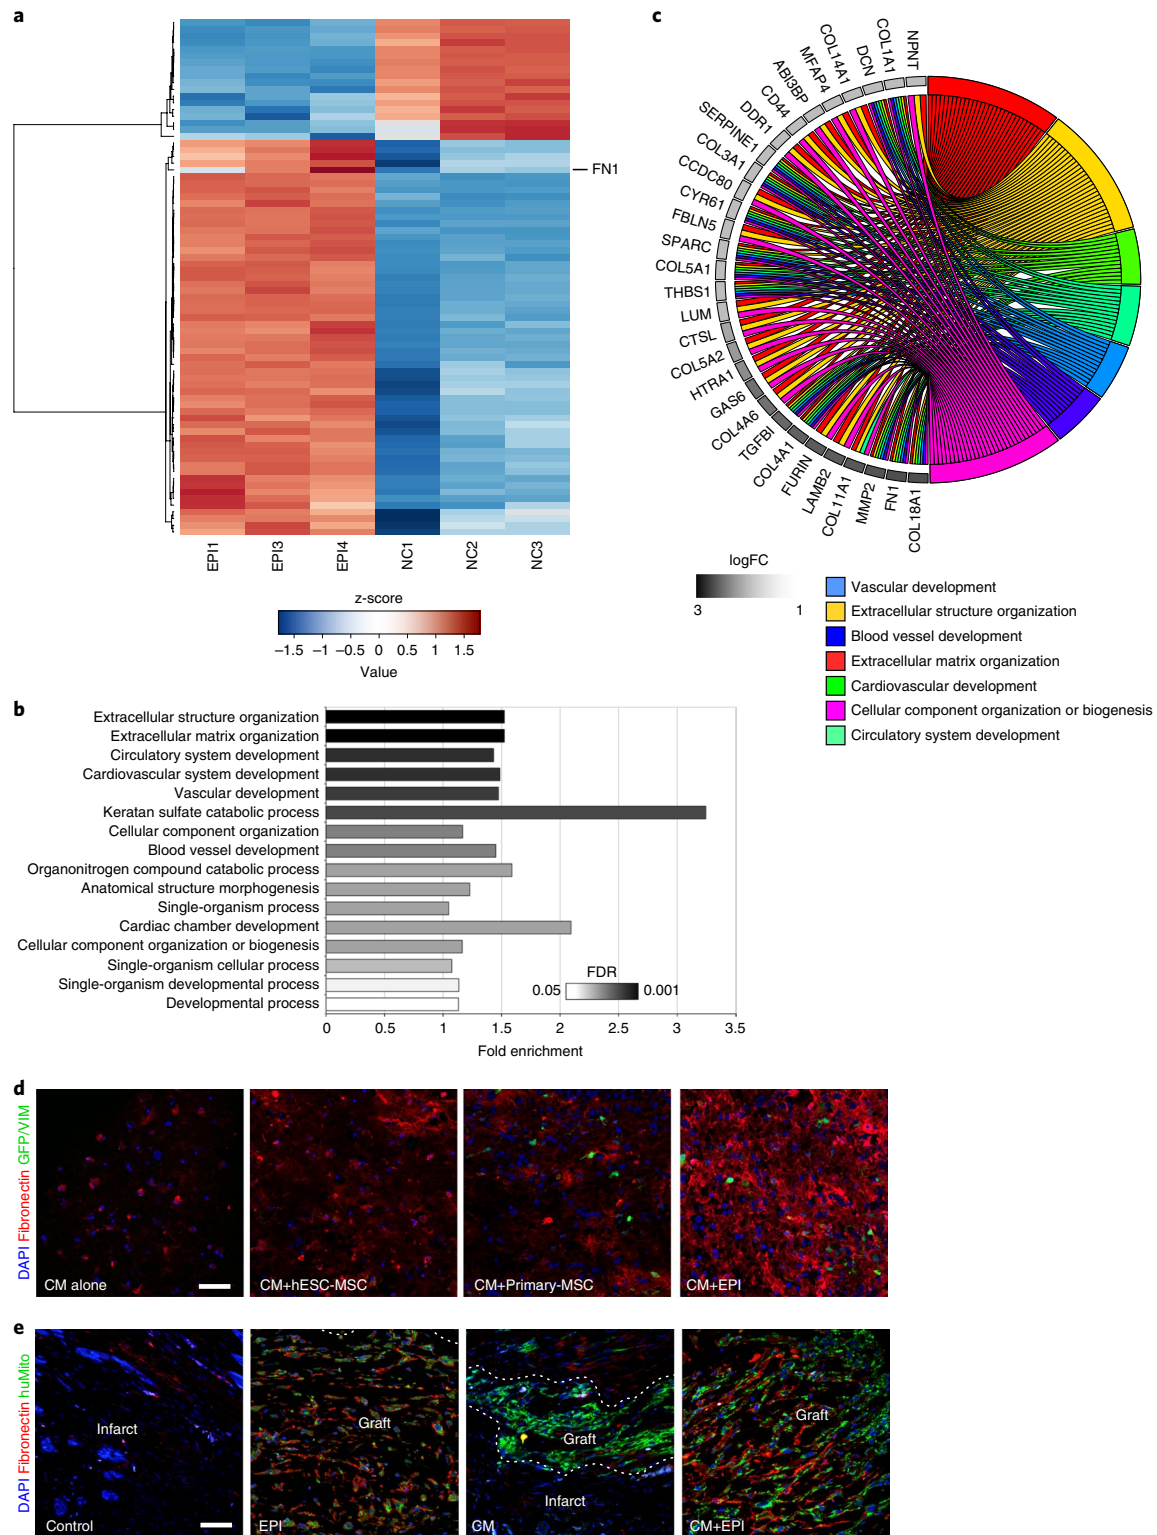 a
FN1
EPI1
EPI3
EPI4
NC1
NC2
NC3
z-score
–1.5 –1 –0.5 0 0.5 1 1.5
Value
c
NPNT
COL1A1
DCN
COL14A1
MFAP4
ABI3BP
CD44
DDR1
SERPINE1
COL3A1
CCDC80
CYR61
FBLN5
SPARC
COL5A1
THBS1
LUM
CTSL
COL5A2
HTRA1
GAS6
COL4A6
TGFBI
COL4A1
FURIN
LAMB2
COL11A1
MMP2
FN1
COL18A1
logFC
3 1
Vascular development
Extracellular structure organization
Blood vessel development
Extracellular matrix organization
Cardiovascular development
Cellular component organization or biogenesis
Circulatory system development
b
Extracellular structure organization
Extracellular matrix organization
Circulatory system development
Cardiovascular system development
Vascular development
Keratan sulfate catabolic process
Cellular component organization
Blood vessel development
Organonitrogen compound catabolic process
Anatomical structure morphogenesis
Single-organism process
Cardiac chamber development
Cellular component organization or biogenesis
Single-organism cellular process
Single-organism developmental process
Developmental process
FDR
0.05 0.001
0 0.5 1 1.5 2 2.5 3 3.5
Fold enrichment
d
DAPI Fibronectin GFP/VIM
CM alone
CM+hESC-MSC
CM+Primary-MSC
CM+EPI
e
DAPI Fibronectin huMito
Infarct
Control
Graft
EPI
Graft
Infarct
CM
Graft
CM+EPI